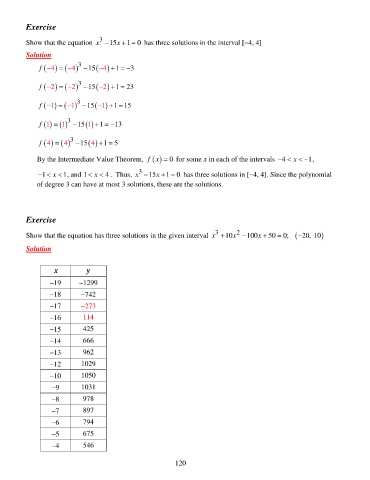 Exercise
Show that the equation x³ − 15x + 1 = 0 has three solutions in the interval [−4, 4]
Solution
f(−4) = (−4)³ − 15(−4) + 1 = −3
f(−2) = (−2)³ − 15(−2) + 1 = 23
f(−1) = (−1)³ − 15(−1) + 1 = 15
f(1) = (1)³ − 15(1) + 1 = −13
f(4) = (4)³ − 15(4) + 1 = 5
By the Intermediate Value Theorem, f(x) = 0 for some x in each of the intervals −4 < x < −1,
−1 < x < 1, and 1 < x < 4. Thus, x³ − 15x + 1 = 0 has three solutions in [−4, 4]. Since the polynomial
of degree 3 can have at most 3 solutions, these are the solutions.
Exercise
Show that the equation has three solutions in the given interval x³ + 10x² − 100x + 50 = 0; (−20, 10)
Solution
x y
−19 −1299
−18 −742
−17 −273
−16 114
−15 425
−14 666
−13 962
−12 1029
−10 1050
−9 1031
−8 978
−7 897
−6 794
−5 675
−4 546
120